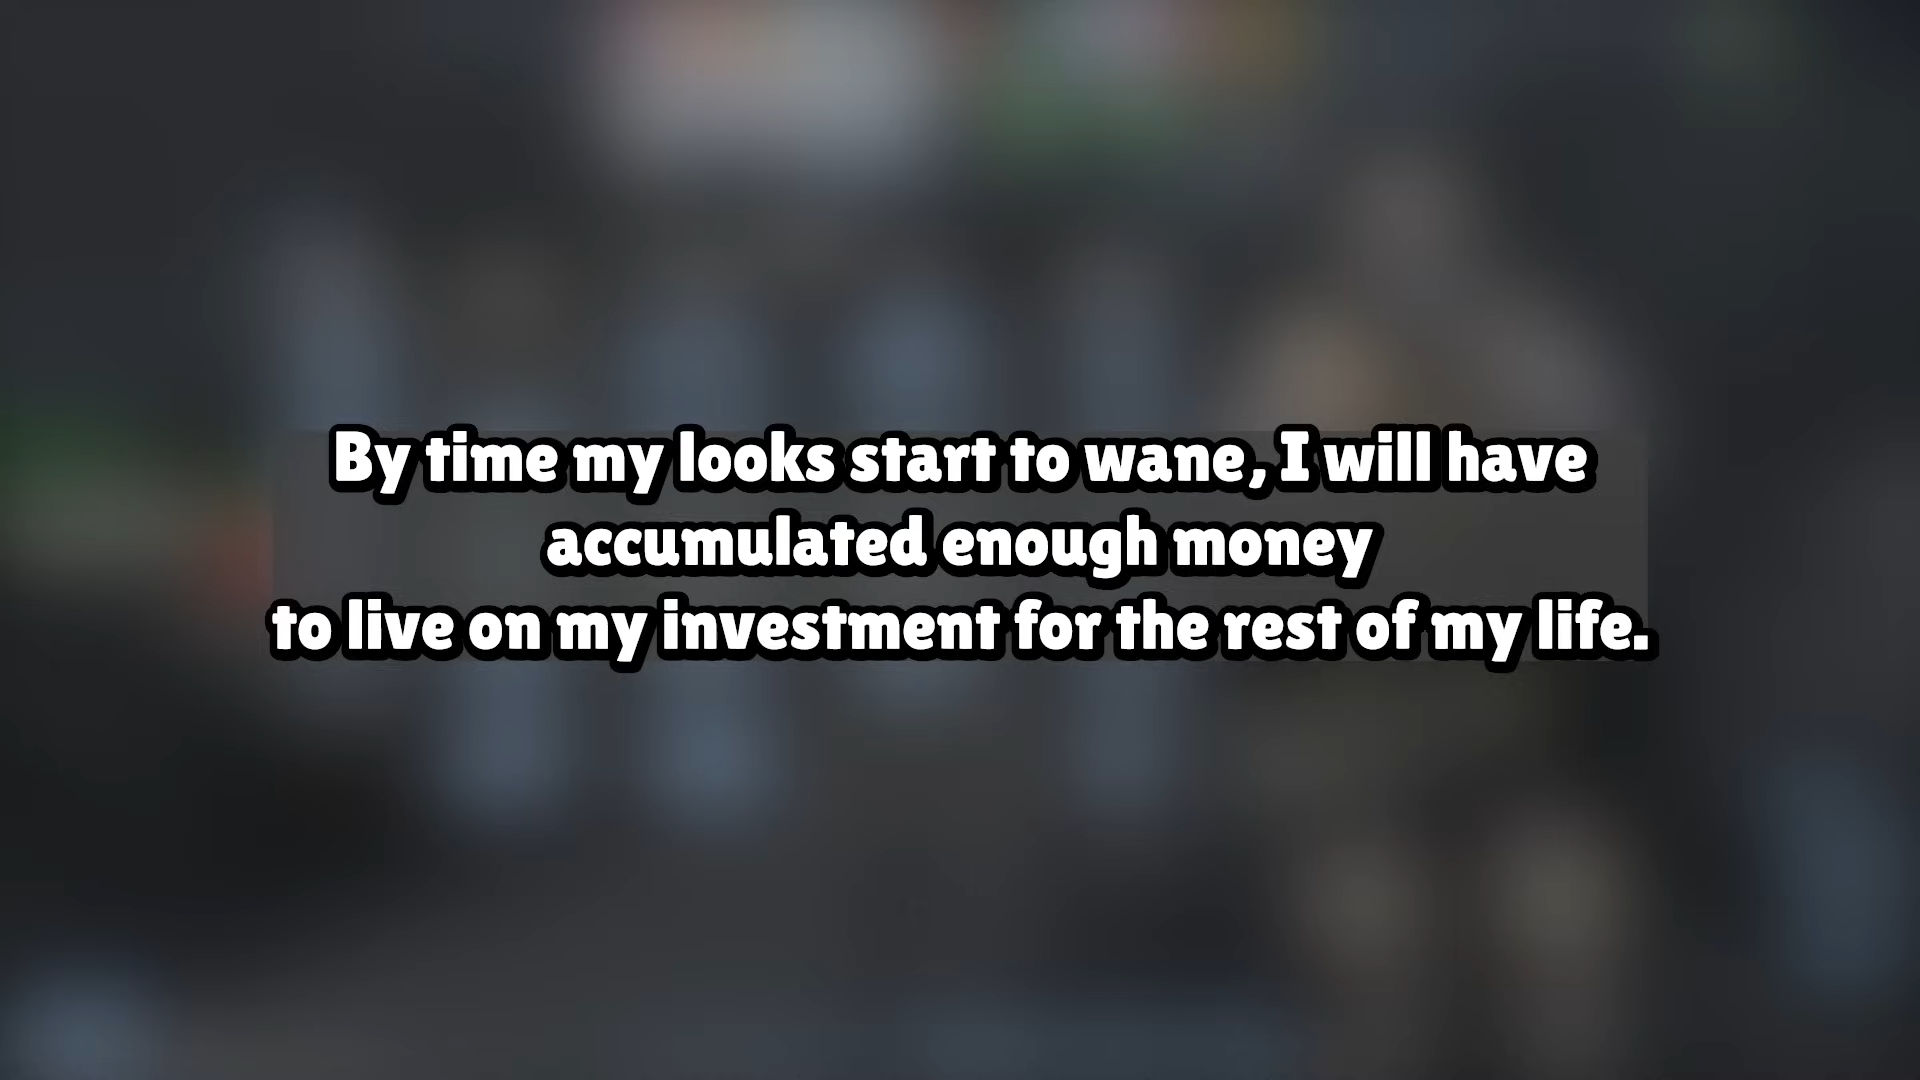 By time my looks start to wane, I will have
accumulated enough money
to live on my investment for the rest of my life.